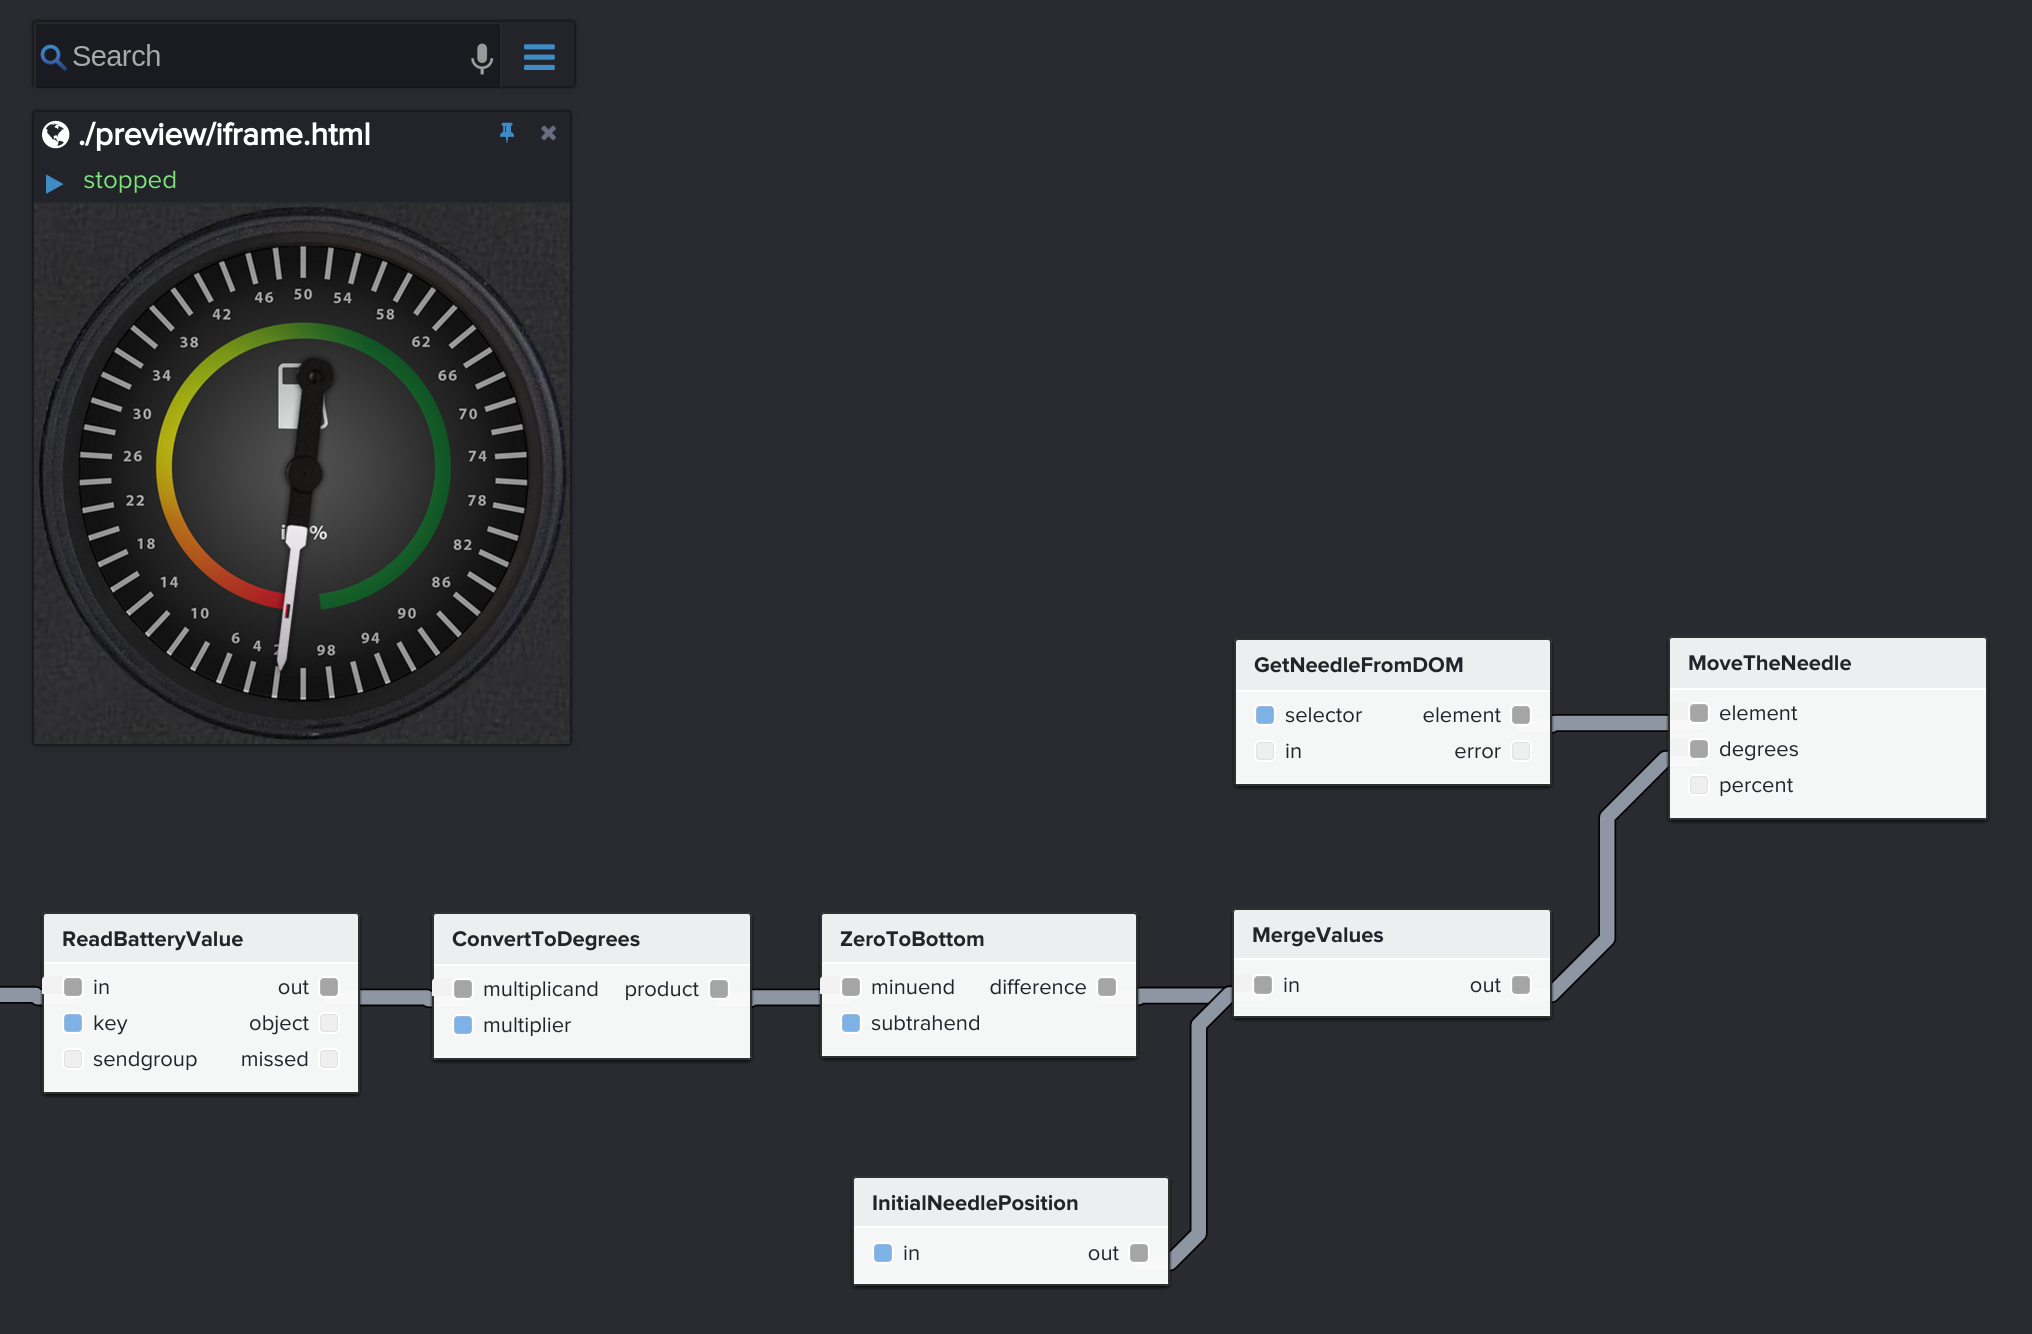 Search
./preview/iframe.html
stopped
46 50 54
42 58
38 62
34 66
30 70
26 74
22 78
18 82
14 86
10 90
6 4 98 94
%
GetNeedleFromDOM
selector element
in error
MoveTheNeedle
element
degrees
percent
ReadBatteryValue
in out
key object
sendgroup missed
ConvertToDegrees
multiplicand product
multiplier
ZeroToBottom
minuend difference
subtrahend
MergeValues
in out
InitialNeedlePosition
in out